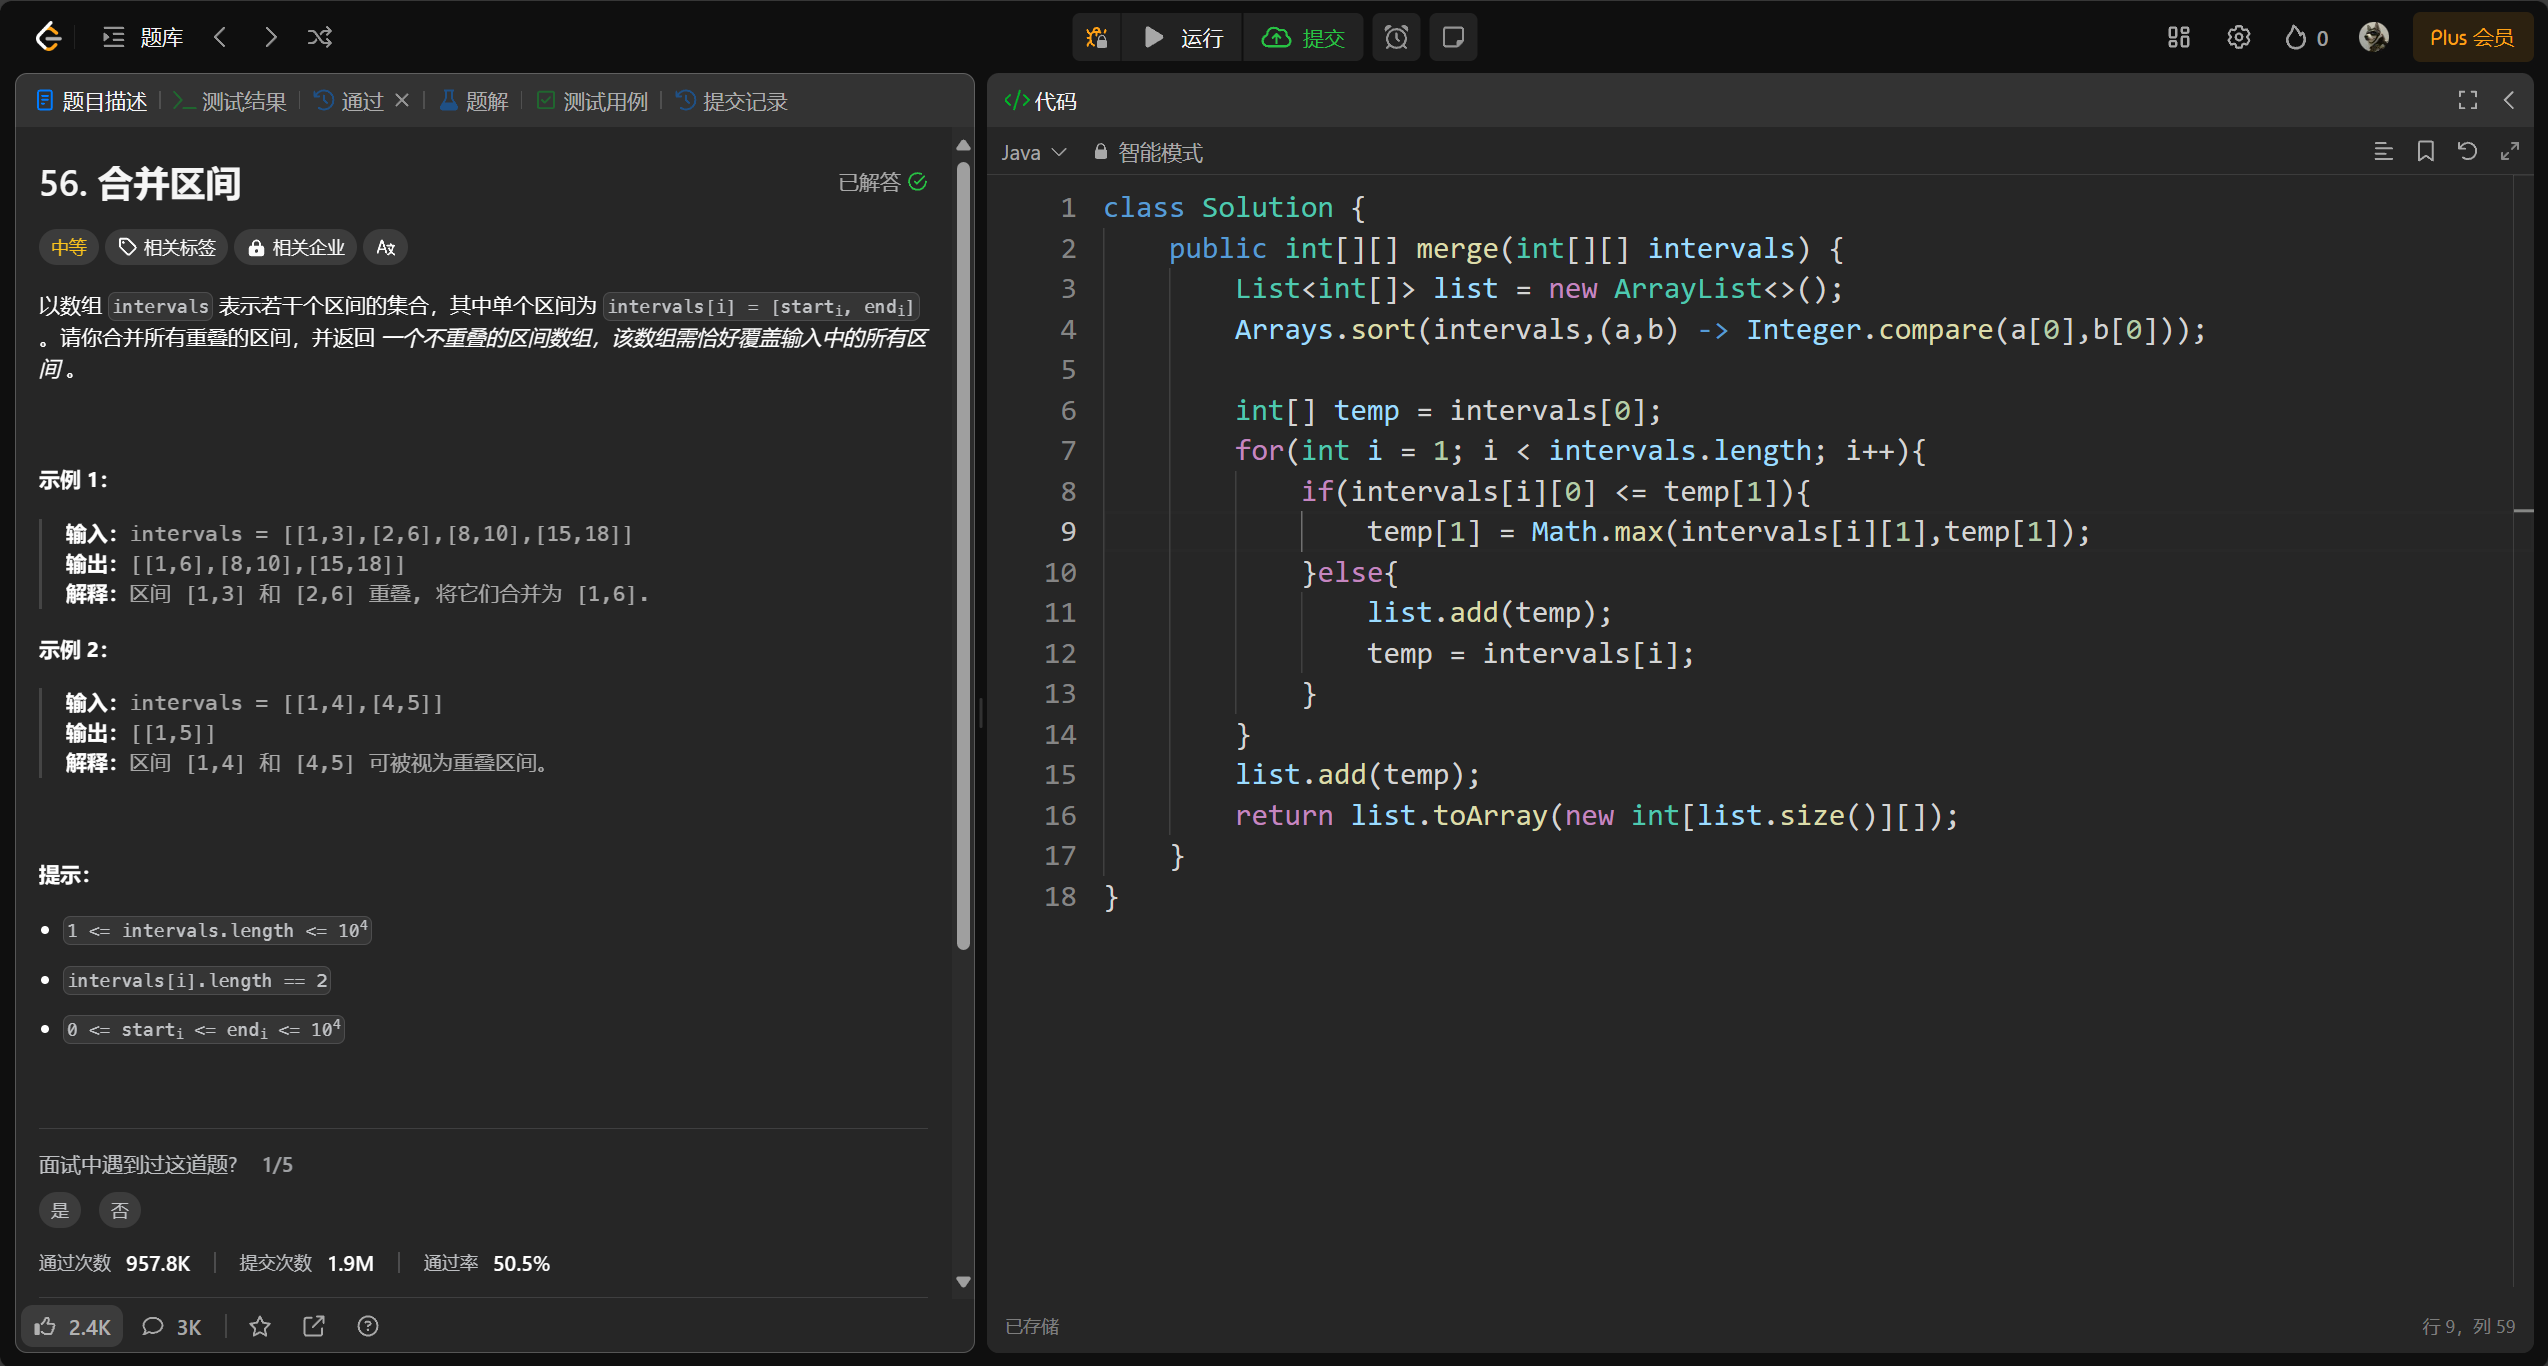 题库
运行
提交
0
Plus 会员
题目描述
测试结果
通过
题解
测试用例
提交记录
56. 合并区间
已解答
中等
相关标签
相关企业
以数组 intervals 表示若干个区间的集合，其中单个区间为 intervals[i] = [starti, endi]
。请你合并所有重叠的区间，并返回 一个不重叠的区间数组，该数组需恰好覆盖输入中的所有区
间 。
示例 1：
输入：intervals = [[1,3],[2,6],[8,10],[15,18]]
输出：[[1,6],[8,10],[15,18]]
解释：区间 [1,3] 和 [2,6] 重叠, 将它们合并为 [1,6].
示例 2：
输入：intervals = [[1,4],[4,5]]
输出：[[1,5]]
解释：区间 [1,4] 和 [4,5] 可被视为重叠区间。
提示：
1 <= intervals.length <= 10^4
intervals[i].length == 2
0 <= starti <= endi <= 10^4
面试中遇到过这道题? 1/5
是
否
通过次数 957.8K
提交次数 1.9M
通过率 50.5%
2.4K
3K
</> 代码
Java
智能模式
1 class Solution {
2     public int[][] merge(int[][] intervals) {
3         List<int[]> list = new ArrayList<>();
4         Arrays.sort(intervals,(a,b) -> Integer.compare(a[0],b[0]));
5
6         int[] temp = intervals[0];
7         for(int i = 1; i < intervals.length; i++){
8             if(intervals[i][0] <= temp[1]){
9                 temp[1] = Math.max(intervals[i][1],temp[1]);
10             }else{
11                 list.add(temp);
12                 temp = intervals[i];
13             }
14         }
15         list.add(temp);
16         return list.toArray(new int[list.size()][]);
17     }
18 }
已存储
行 9，列 59